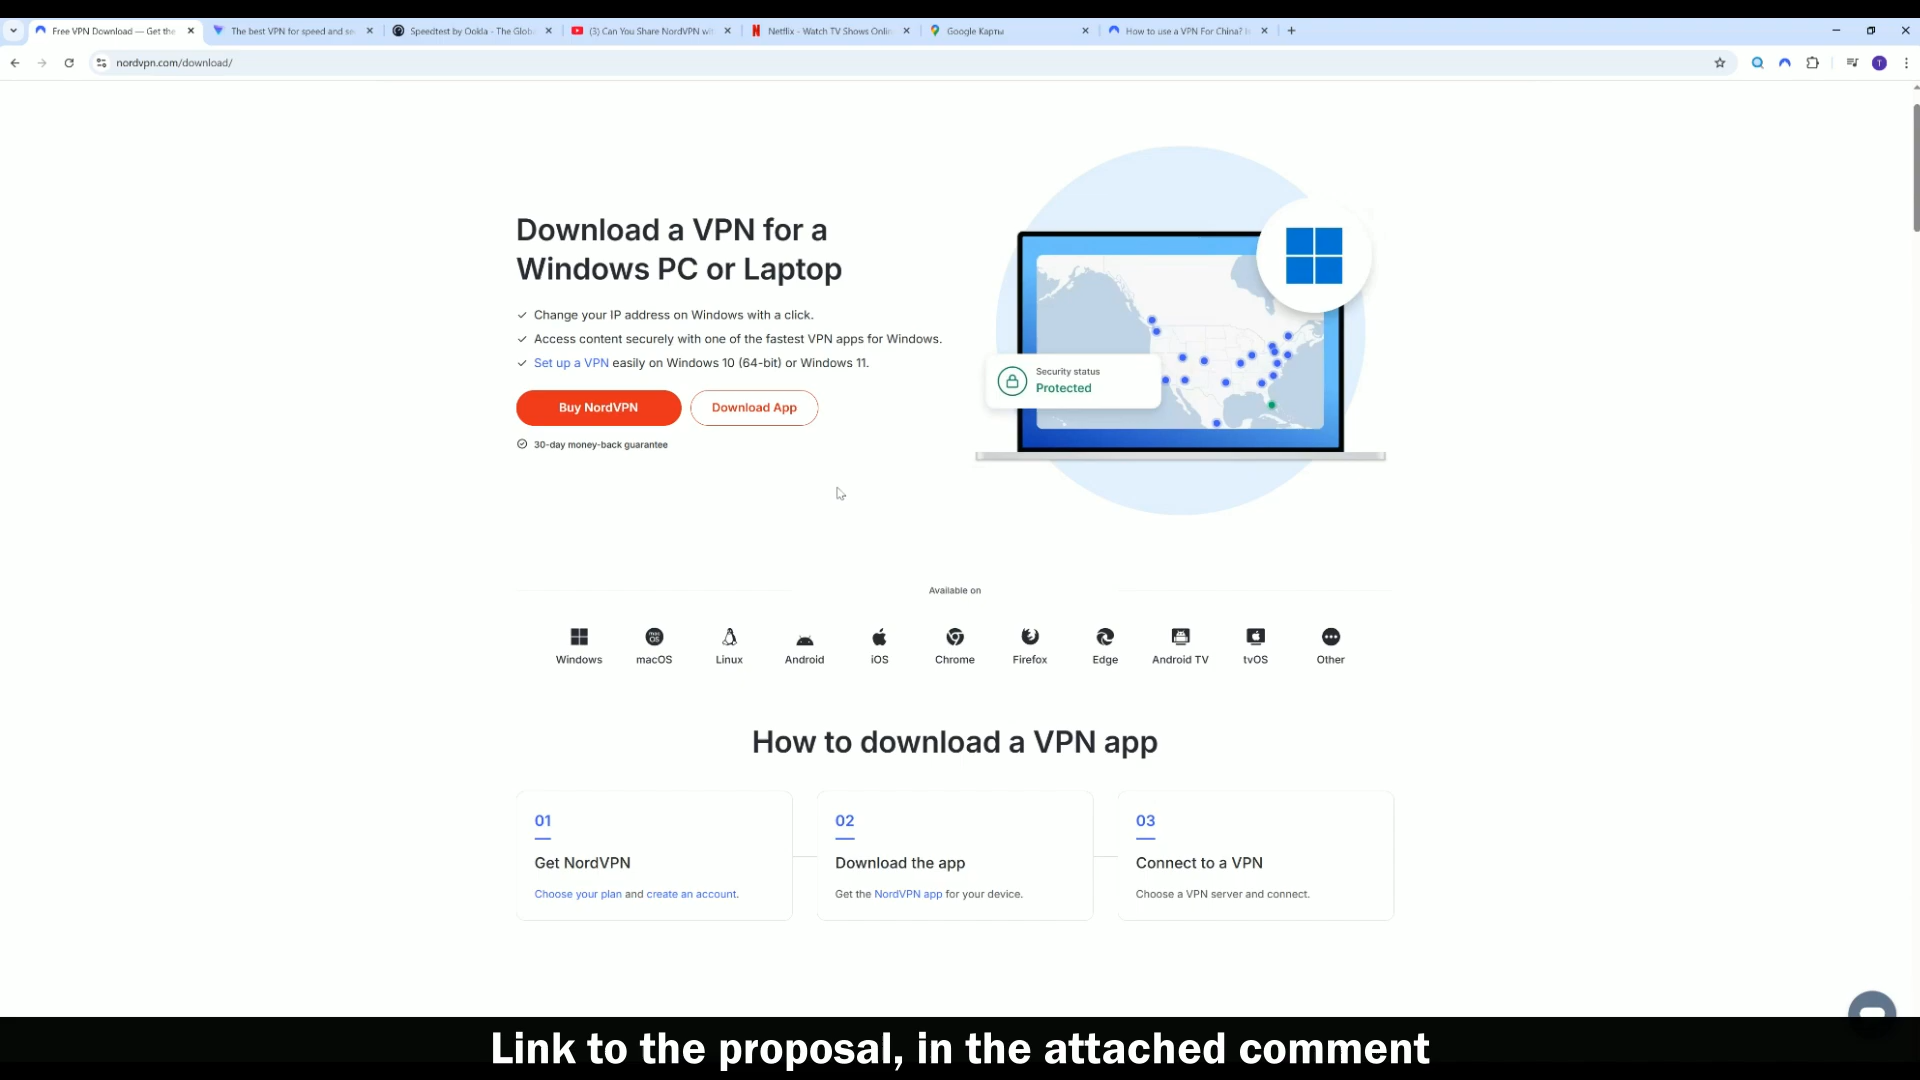 Free VPN Download — Get the
The best VPN for speed and se
Speedtest by Ookla - The Glob
(3) Can You Share NordVPN wi
Netflix - Watch TV Shows Onlin
Google Карты
How to use a VPN For China?
nordvpn.com/download/
T
Download a VPN for a
Windows PC or Laptop
Change your IP address on Windows with a click.
Access content securely with one of the fastest VPN apps for Windows.
Set up a VPN easily on Windows 10 (64-bit) or Windows 11.
Buy NordVPN
Download App
30-day money-back guarantee
Security status
Protected
Available on
Windows
macOS
Linux
Android
iOS
Chrome
Firefox
Edge
Android TV
tvOS
Other
How to download a VPN app
01
Get NordVPN
Choose your plan and create an account.
02
Download the app
Get the NordVPN app for your device.
03
Connect to a VPN
Choose a VPN server and connect.
Link to the proposal, in the attached comment